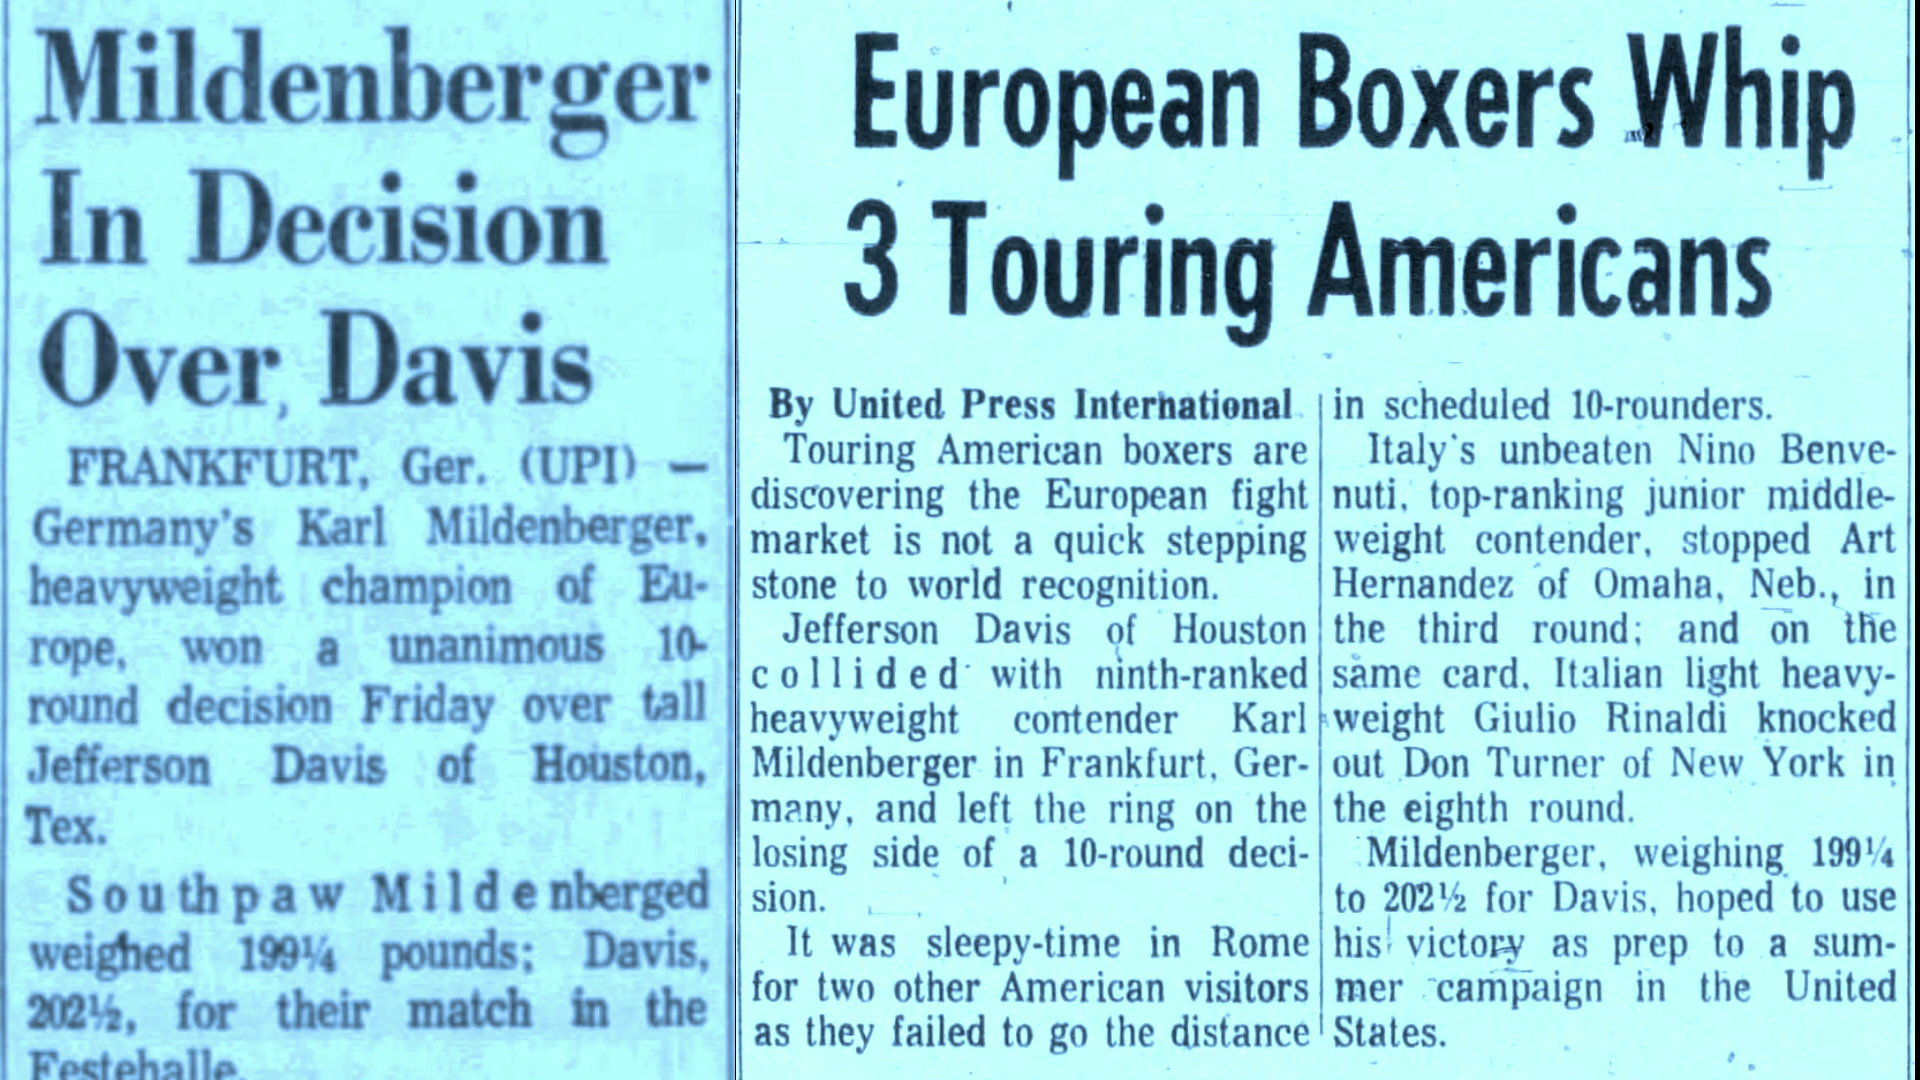 Mildenberger
In Decision
Over Davis
FRANKFURT, Ger. (UPI) —
Germany's Karl Mildenberger,
heavyweight champion of Eu-
rope, won a unanimous 10-
round decision Friday over tall
Jefferson Davis of Houston,
Tex.
Southpaw Mildenberged
weighed 199¼ pounds; Davis,
202½, for their match in the
Festehalle.
European Boxers Whip
3 Touring Americans
By United Press International
Touring American boxers are
discovering the European fight
market is not a quick stepping
stone to world recognition.
Jefferson Davis of Houston
collided with ninth-ranked
heavyweight contender Karl
Mildenberger in Frankfurt, Ger-
many, and left the ring on the
losing side of a 10-round deci-
sion.
It was sleepy-time in Rome
for two other American visitors
as they failed to go the distance
in scheduled 10-rounders.
Italy's unbeaten Nino Benve-
nuti, top-ranking junior middle-
weight contender, stopped Art
Hernandez of Omaha, Neb., in
the third round; and on the
same card, Italian light heavy-
weight Giulio Rinaldi knocked
out Don Turner of New York in
the eighth round.
Mildenberger, weighing 199¼
to 202½ for Davis, hoped to use
his victory as prep to a sum-
mer campaign in the United
States.